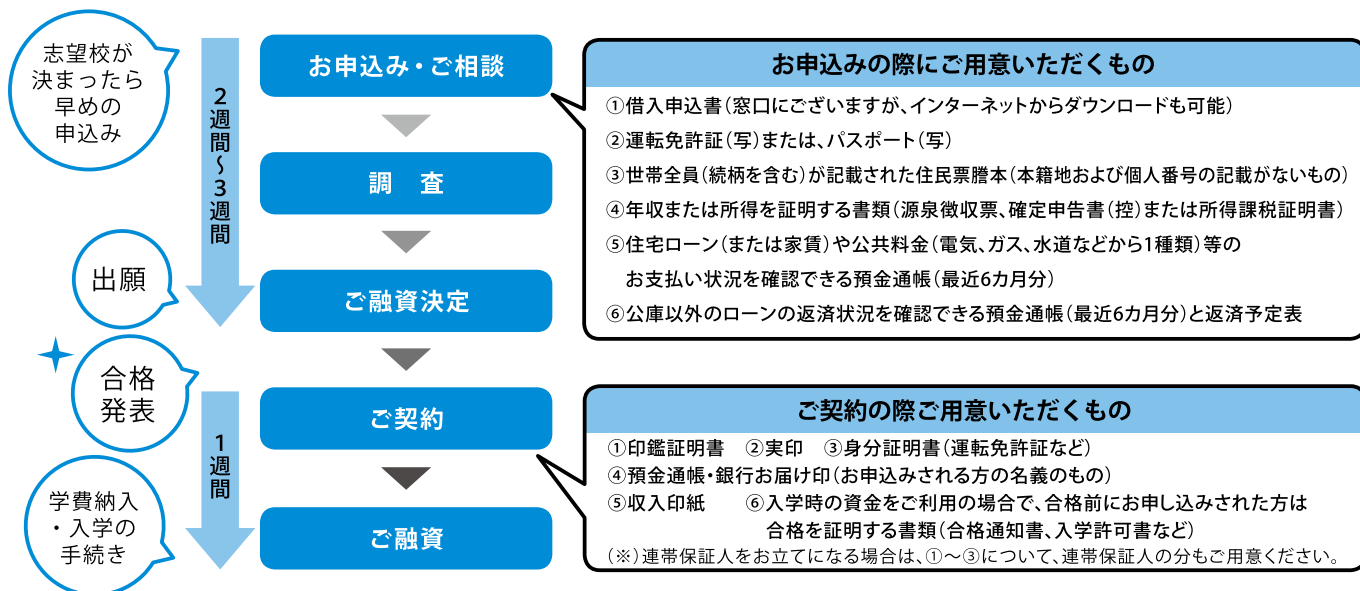 志望校が
決まったら
早めの
申込み
2週間～3週間
出願
合格
発表
1週間
学費納入
・入学の
手続き
お申込み・ご相談
調　査
ご融資決定
ご契約
ご融資
お申込みの際にご用意いただくもの
①借入申込書（窓口にございますが、インターネットからダウンロードも可能）
②運転免許証（写）または、パスポート（写）
③世帯全員（続柄を含む）が記載された住民票謄本（本籍地および個人番号の記載がないもの）
④年収または所得を証明する書類（源泉徴収票、確定申告書（控）または所得課税証明書）
⑤住宅ローン（または家賃）や公共料金（電気、ガス、水道などから1種類）等の
お支払い状況を確認できる預金通帳（最近6カ月分）
⑥公庫以外のローンの返済状況を確認できる預金通帳（最近6カ月分）と返済予定表
ご契約の際ご用意いただくもの
①印鑑証明書　②実印　③身分証明書（運転免許証など）
④預金通帳・銀行お届け印（お申込みされる方の名義のもの）
⑤収入印紙　⑥入学時の資金をご利用の場合で、合格前にお申し込みされた方は
合格を証明する書類（合格通知書、入学許可書など）
（※）連帯保証人をお立てになる場合は、①～③について、連帯保証人の分もご用意ください。